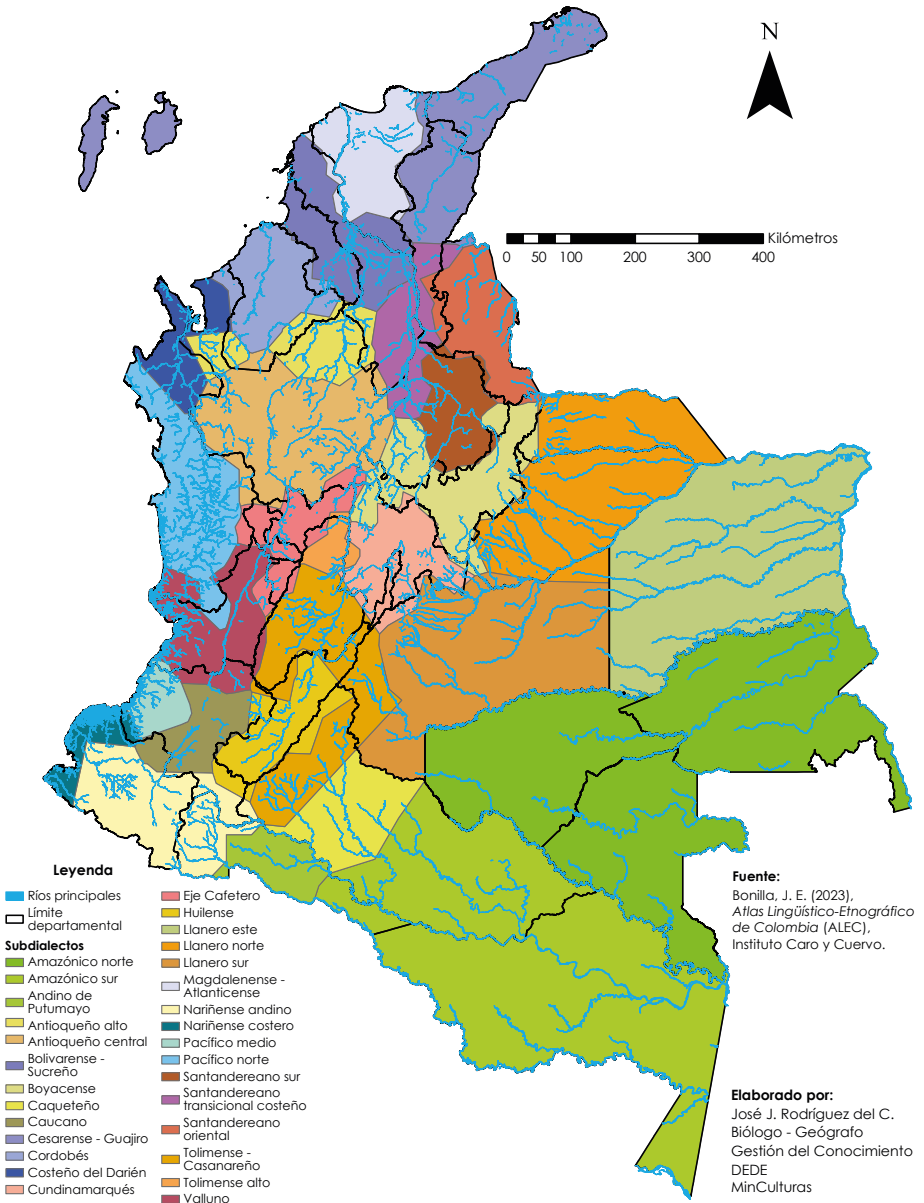 N
Kilómetros
0 50 100 200 300 400
Leyenda
Ríos principales
Límite
departamental
Subdialectos
Amazónico norte
Amazónico sur
Andino de
Putumayo
Antioqueño alto
Antioqueño central
Bolivarense -
Sucreño
Boyacense
Caqueteño
Caucano
Cesarense - Guajiro
Cordobés
Costeño del Darién
Cundinamarqués
Eje Cafetero
Huilense
Llanero este
Llanero norte
Llanero sur
Magdalenense -
Atlanticense
Nariñense andino
Nariñense costero
Pacífico medio
Pacífico norte
Santandereano sur
Santandereano
transicional costeño
Santandereano
oriental
Tolimense -
Casanareño
Tolimense alto
Valluno
Fuente:
Bonilla, J. E. (2023),
Atlas Lingüístico-Etnográfico
de Colombia (ALEC),
Instituto Caro y Cuervo.
Elaborado por:
José J. Rodríguez del C.
Biólogo - Geógrafo
Gestión del Conocimiento
DEDE
MinCulturas